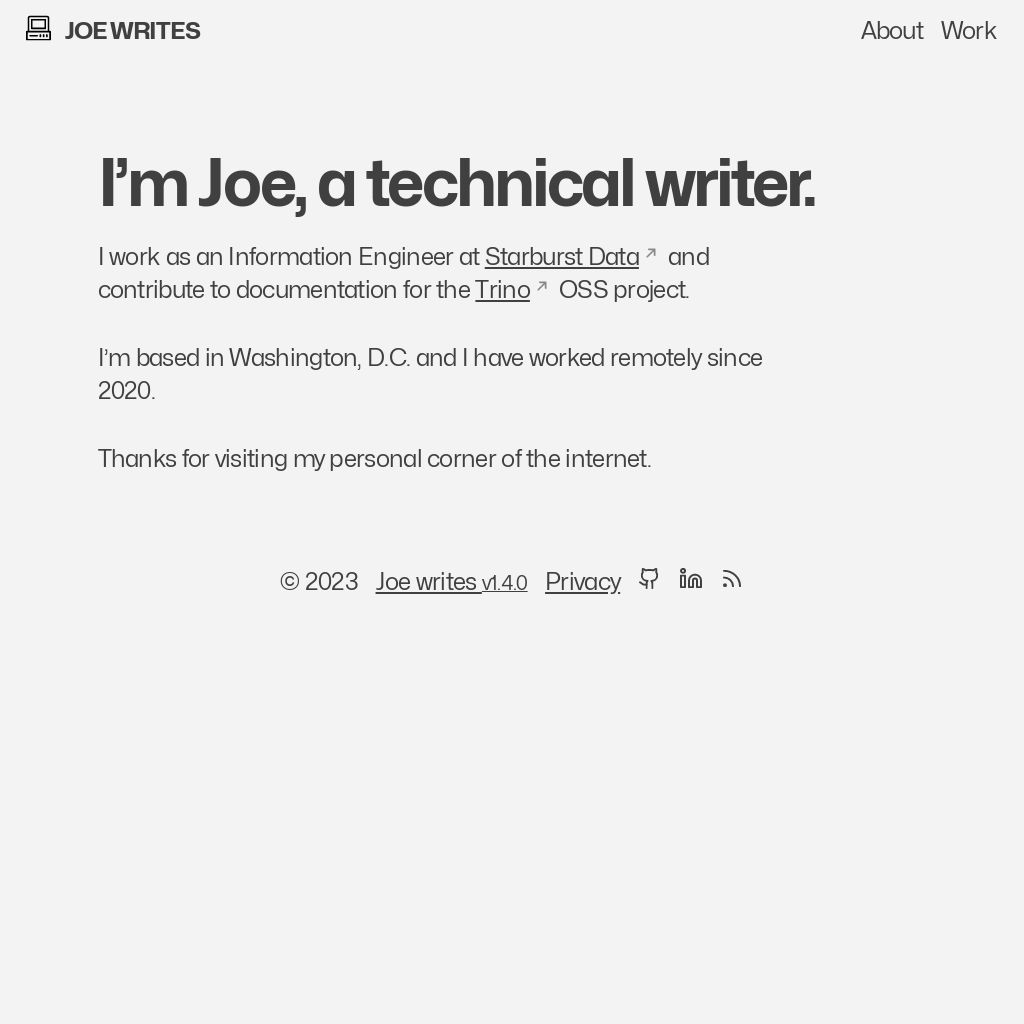 JOE WRITES
About Work
I’m Joe, a technical writer.
I work as an Information Engineer at Starburst Data and
contribute to documentation for the Trino OSS project.
I’m based in Washington, D.C. and I have worked remotely since
2020.
Thanks for visiting my personal corner of the internet.
© 2023 Joe writes v1.4.0 Privacy